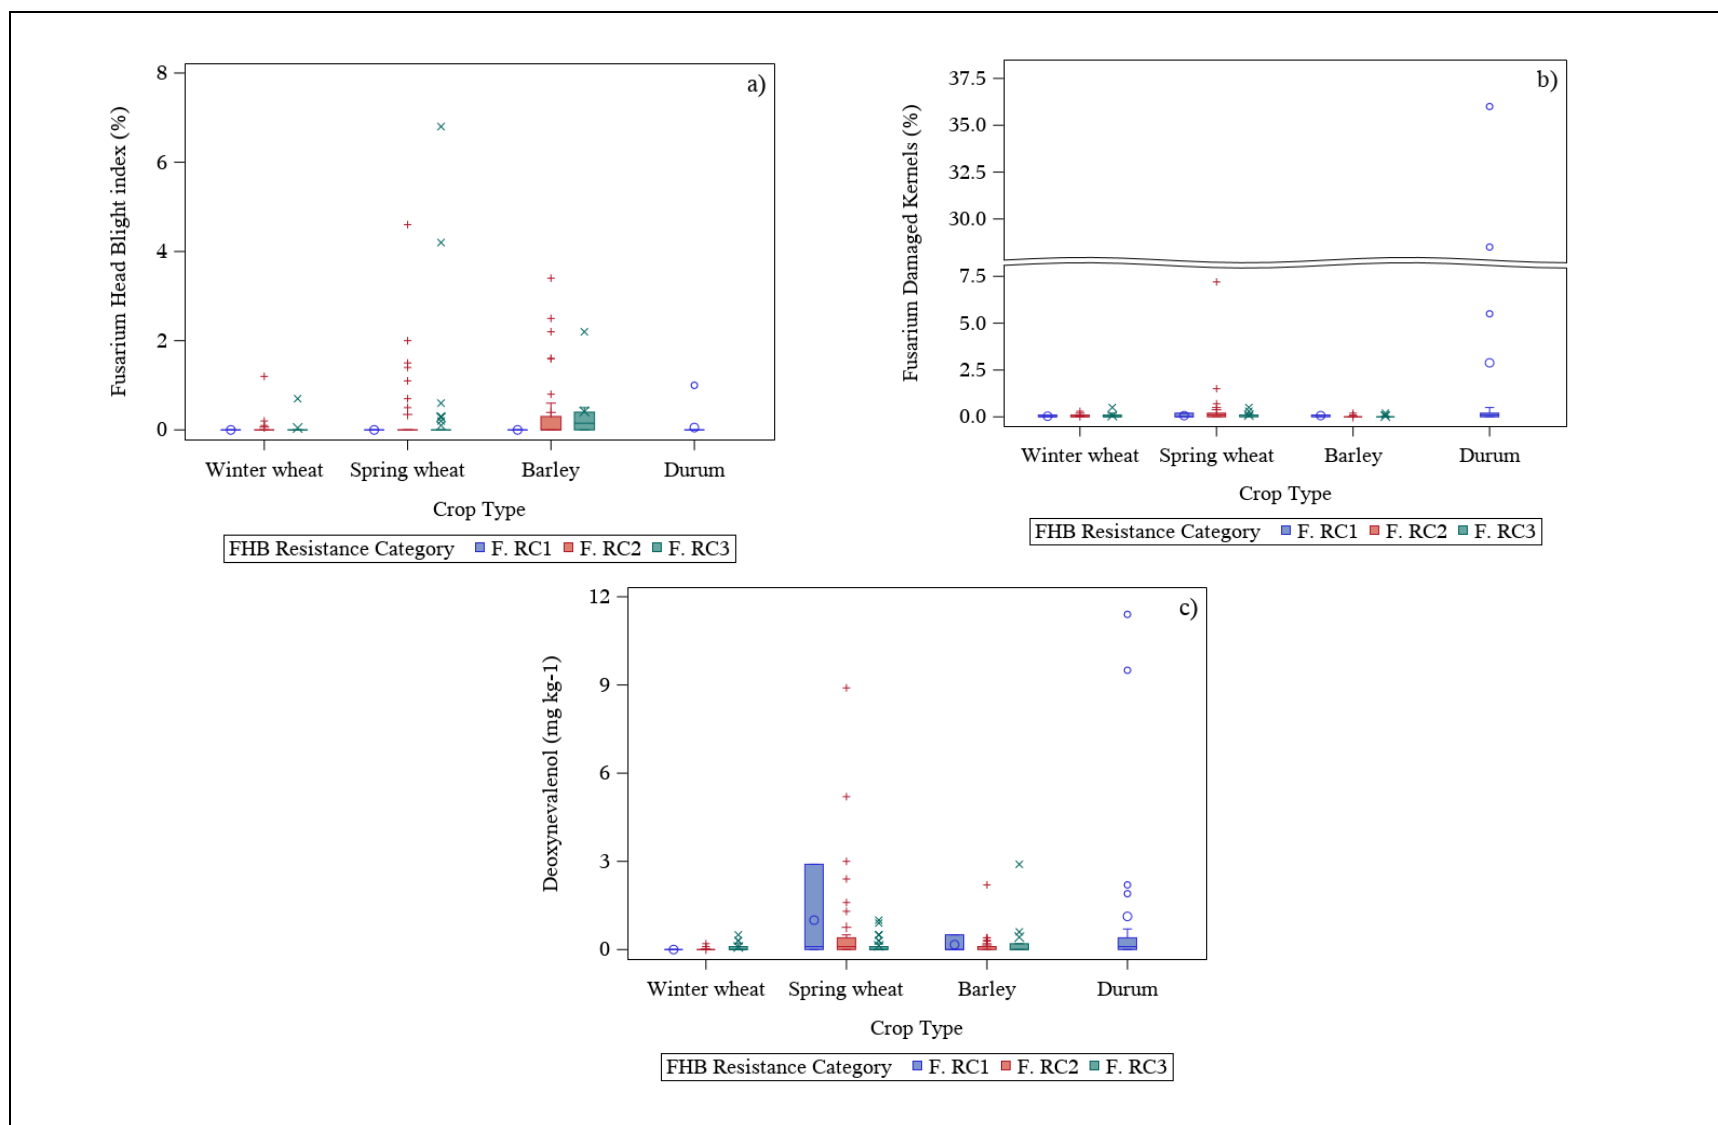 a)
Fusarium Head Blight index (%)
8
6
4
2
0
Winter wheat Spring wheat Barley Durum
Crop Type
FHB Resistance Category F. RC1 F. RC2 F. RC3
b)
Fusarium Damaged Kernels (%)
37.5
35.0
32.5
30.0
7.5
5.0
2.5
0.0
Winter wheat Spring wheat Barley Durum
Crop Type
FHB Resistance Category F. RC1 F. RC2 F. RC3
c)
Deoxynevalenol (mg kg-1)
12
9
6
3
0
Winter wheat Spring wheat Barley Durum
Crop Type
FHB Resistance Category F. RC1 F. RC2 F. RC3